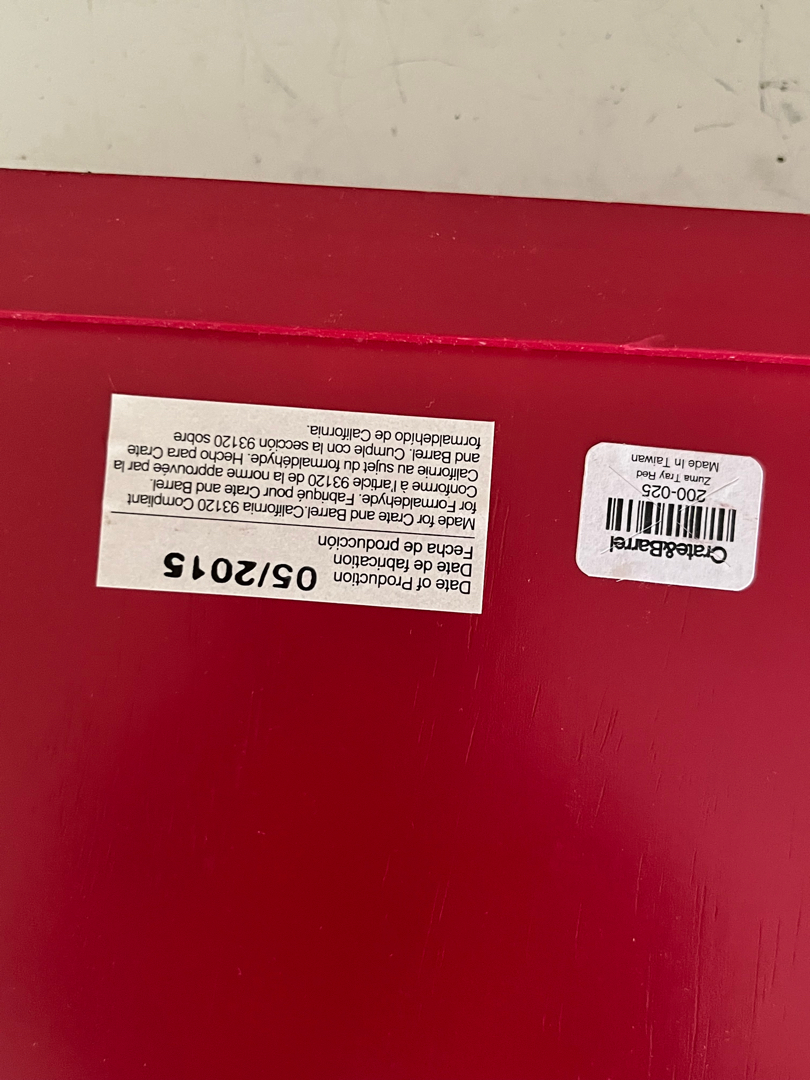 Crate&Barrel
200-025
Zuma Tray Red
Made In Taiwan
Date of Production
Date de fabrication
Fecha de producción
05/2015
Made for Crate and Barrel.California 93120 Compliant
for Formaldehyde. Fabriqué pour Crate and Barrel.
Conforme à l'article 93120 de la norme approuvée par la
Californie au sujet du formaldéhyde. Hecho para Crate
and Barrel. Cumple con la sección 93120 sobre
formaldehido de California.